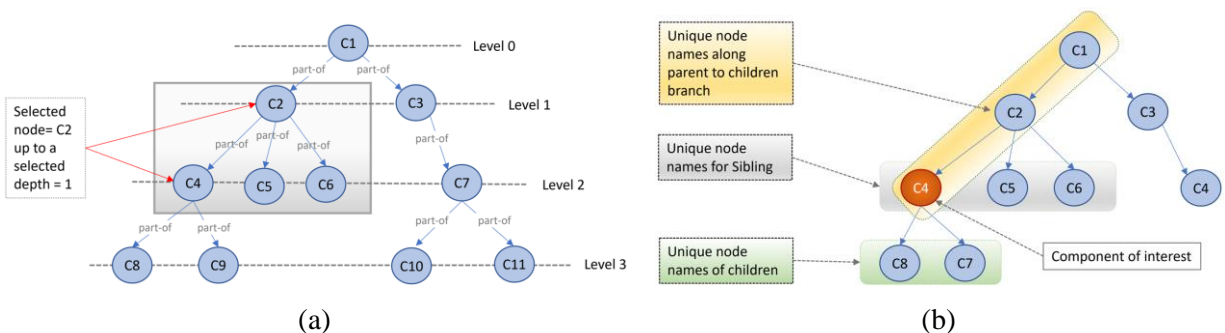 C1
Level 0
part-of
part-of
C2
C3
Level 1
Selected
node= C2
up to a
selected
depth = 1
part-of
part-of
part-of
part-of
C4
C5
C6
C7
Level 2
part-of
part-of
part-of
part-of
C8
C9
C10
C11
Level 3
(a)
Unique node
names along
parent to children
branch
C1
C2
C3
Unique node
names for Sibling
C4
C5
C6
C4
Unique node
names of children
C8
C7
Component of interest
(b)